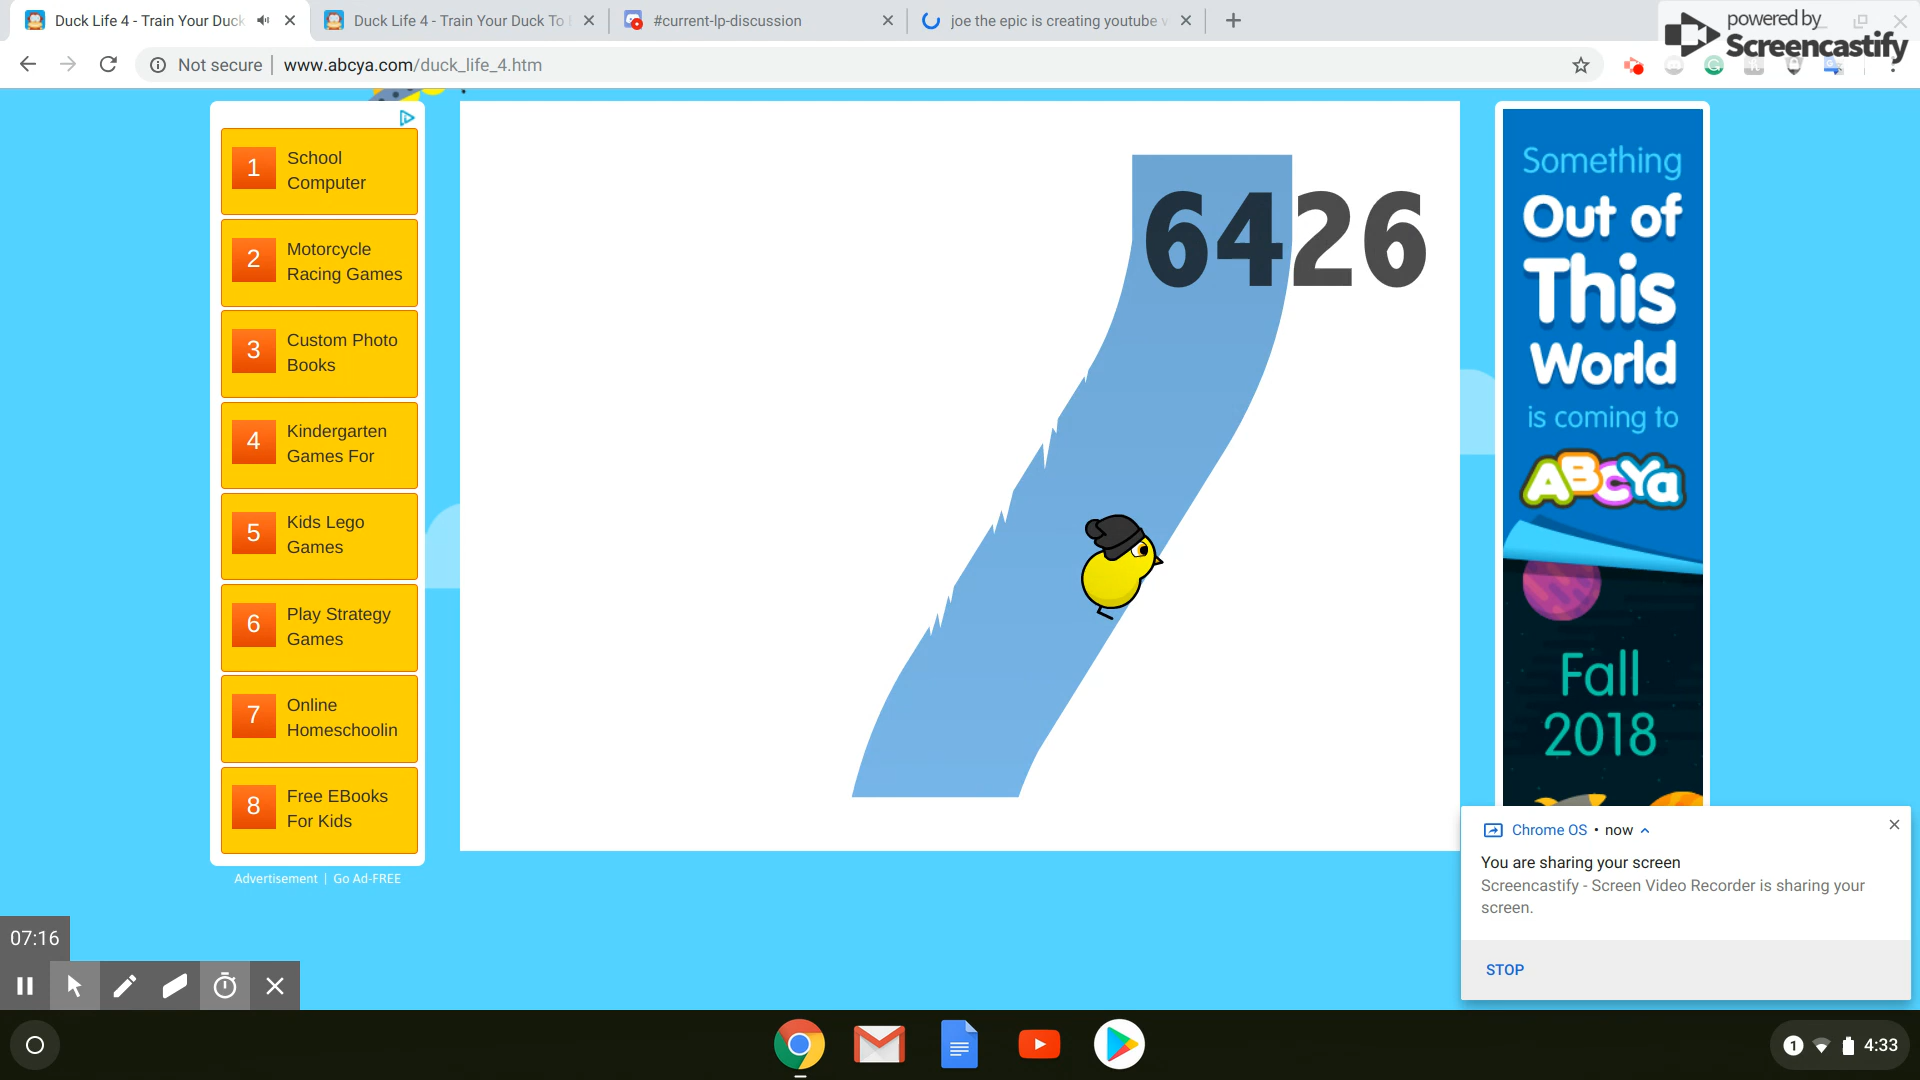 Duck Life 4 - Train Your Duck
Duck Life 4 - Train Your Duck To
#current-lp-discussion
joe the epic is creating youtube
powered by
Screencastify
Not secure
www.abcya.com/duck_life_4.htm
1
School
Computer
2
Motorcycle
Racing Games
3
Custom Photo
Books
4
Kindergarten
Games For
5
Kids Lego
Games
6
Play Strategy
Games
7
Online
Homeschoolin
8
Free EBooks
For Kids
Advertisement | Go Ad-FREE
6426
Something
Out of
This
World
is coming to
ABCYa
Fall
2018
Chrome OS • now
You are sharing your screen
Screencastify - Screen Video Recorder is sharing your
screen.
STOP
07:16
1
4:33